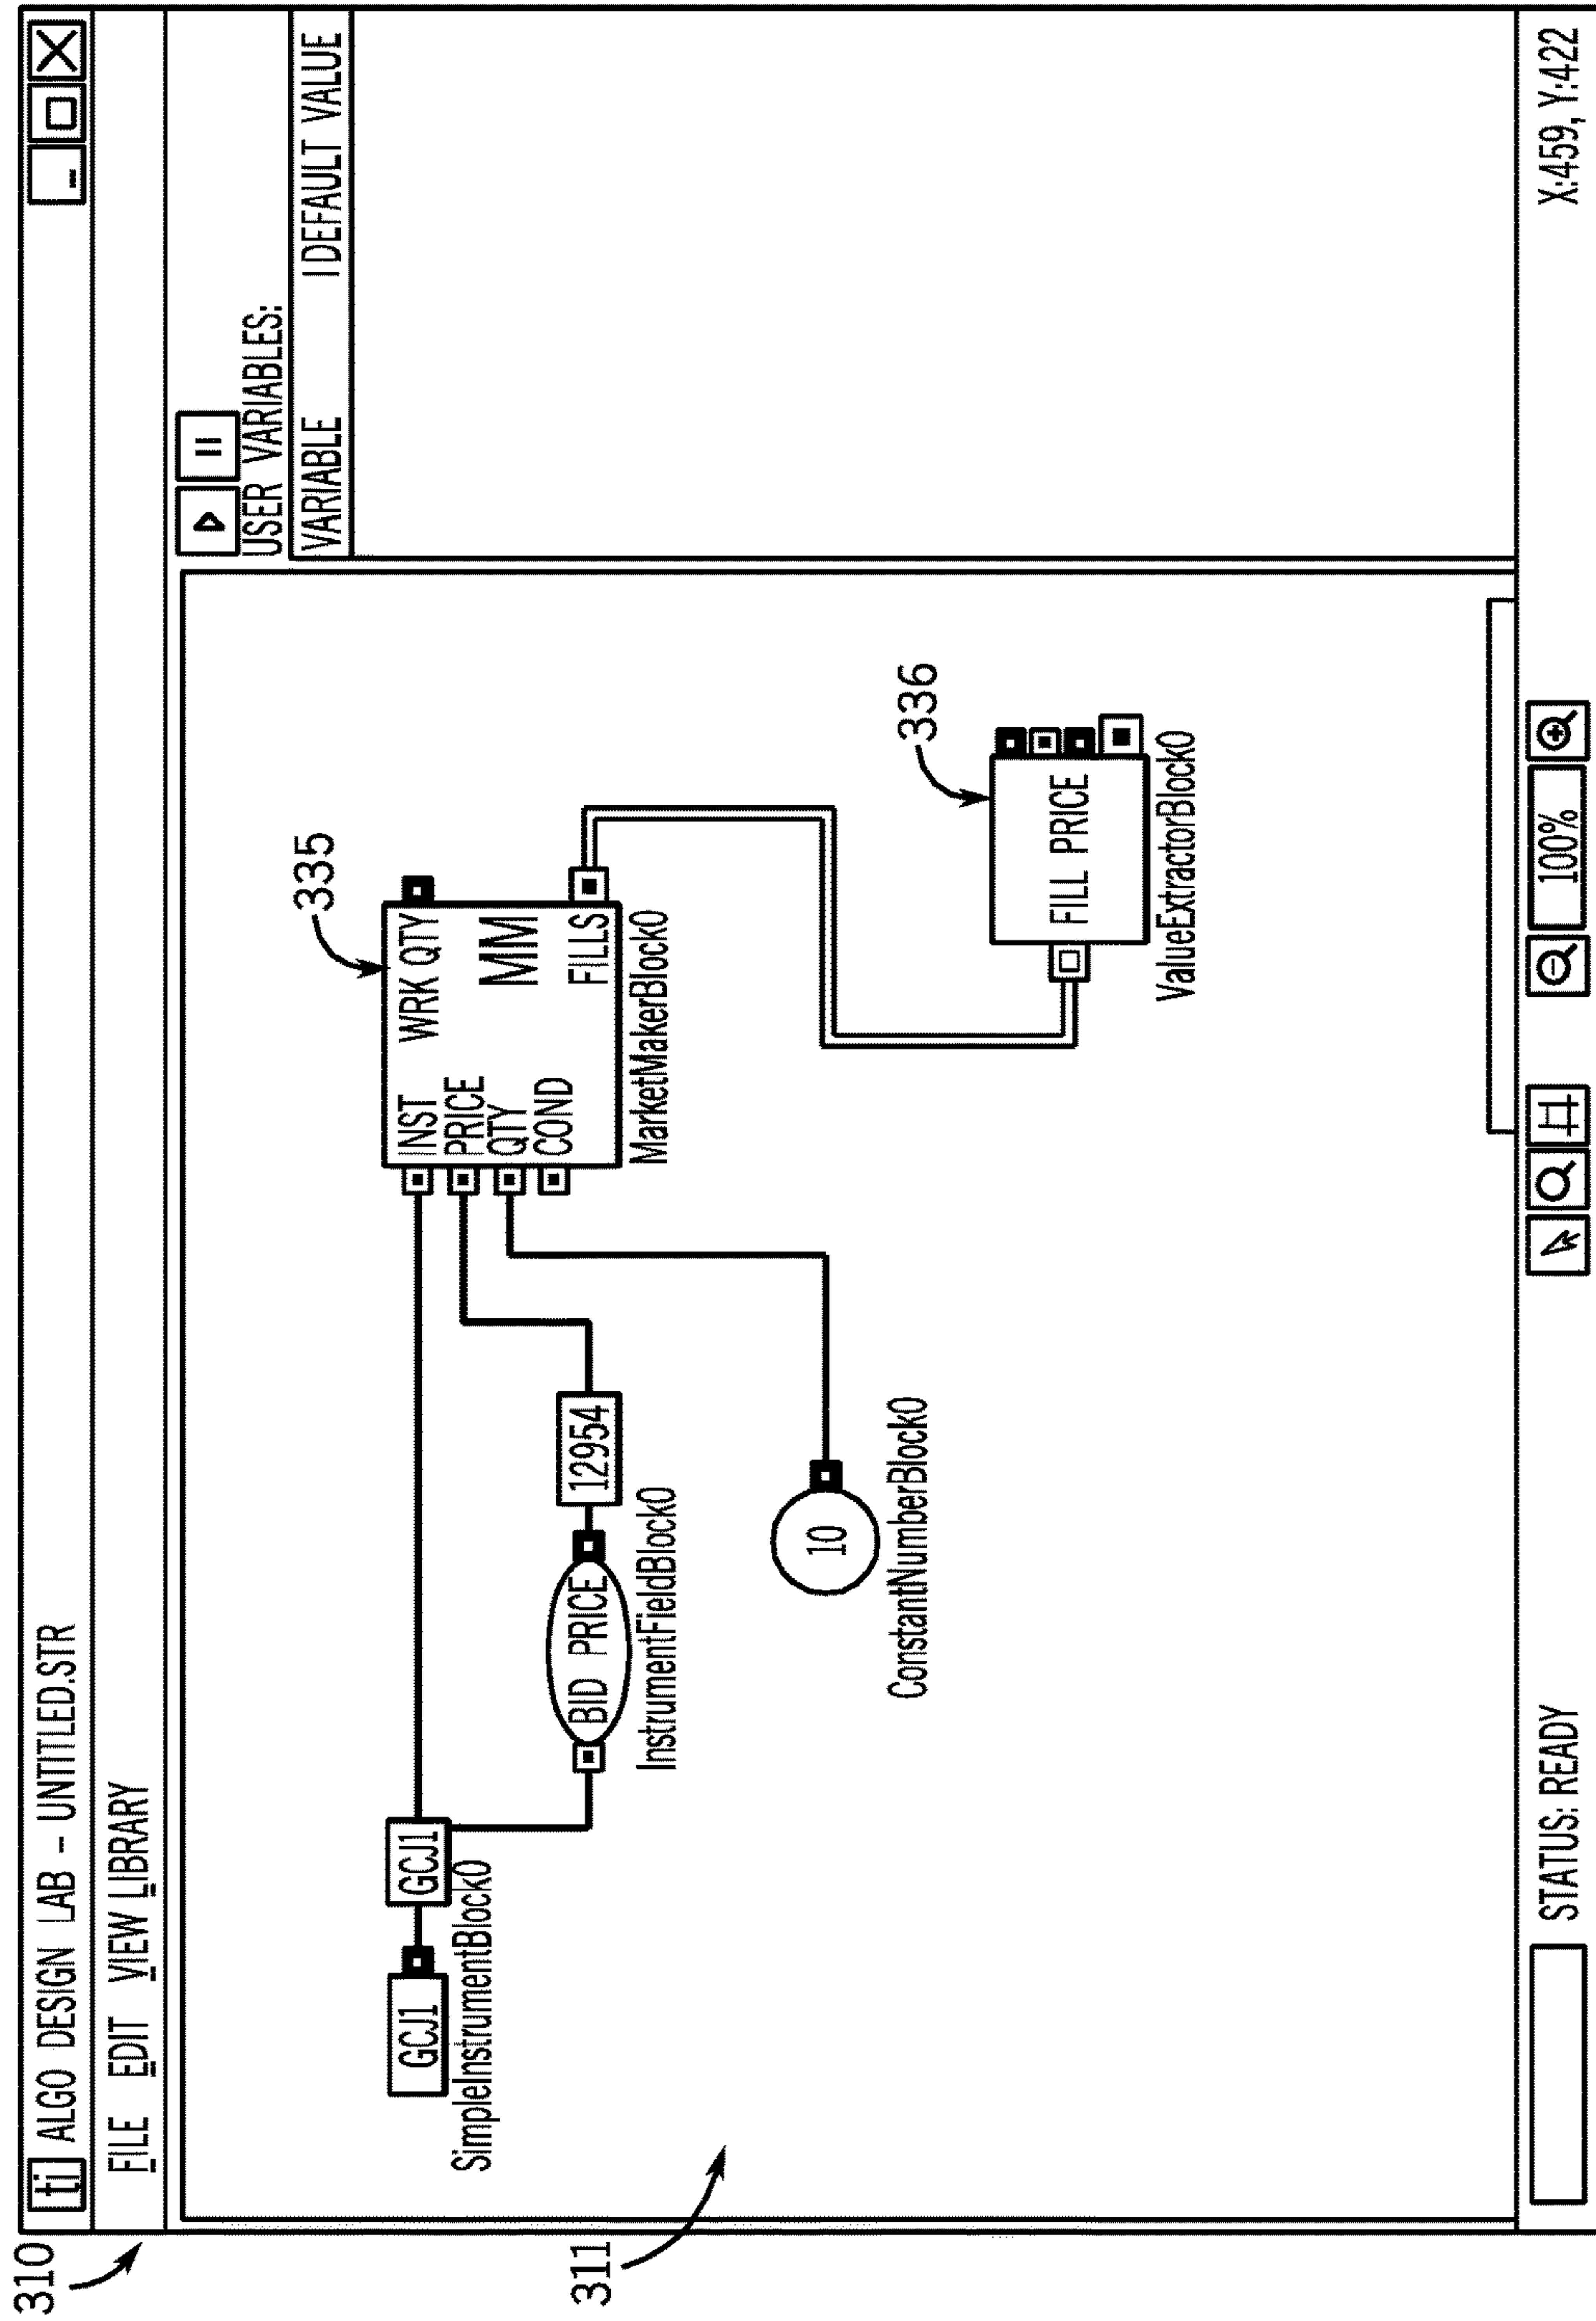 310
ti ALGO DESIGN LAB – UNTITLED.STR
FILE EDIT VIEW LIBRARY
USER VARIABLES:
VARIABLE | DEFAULT VALUE
311
335
GCJ1
GCJ1
SimpleInstrumentBlock0
INST
WRK QTY
PRICE
QTY
MM
COND
FILLS
MarketMakerBlock0
BID PRICE
12954
InstrumentFieldBlock0
10
ConstantNumberBlock0
336
FILL PRICE
ValueExtractorBlock0
STATUS: READY
100%
X:459, Y:422